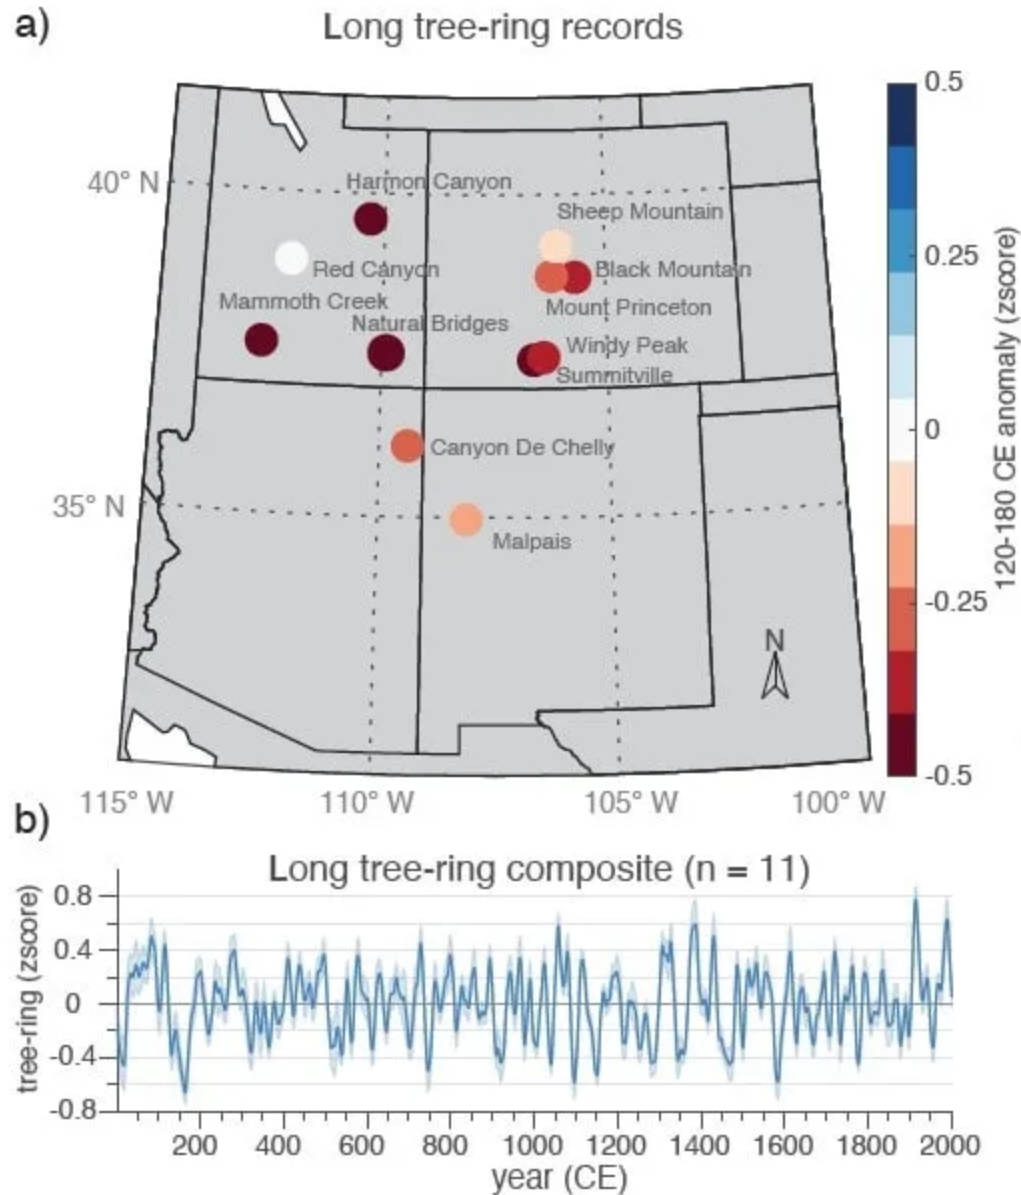 a)
Long tree-ring records
0.5
40° N
Harmon Canyon
Sheep Mountain
0.25
Red Canyon
Black Mountain
Mammoth Creek
Mount Princeton
Natural Bridges
Windy Peak
Summitville
0
Canyon De Chelly
35° N
Malpais
-0.25
N
-0.5
120-180 CE anomaly (zscore)
115° W
110° W
105° W
100° W
b)
Long tree-ring composite (n = 11)
tree-ring (zscore)
0.8
0.4
0
-0.4
-0.8
200 400 600 800 1000 1200 1400 1600 1800 2000
year (CE)